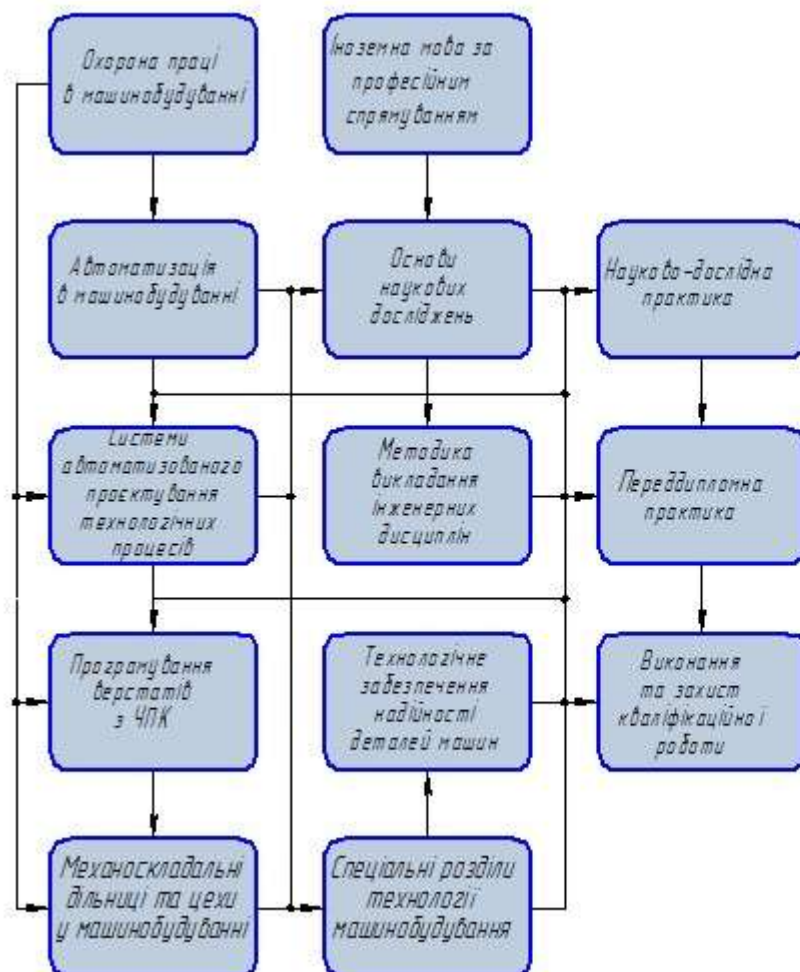 Охорона праці
в машинобудуванні
Іноземна мова за
професійним
спрямуванням
Автоматизація
в машинобудуванні
Основи
наукових
досліджень
Науково-дослідна
практика
Системи
автоматизованого
проєктування
технологічних
процесів
Методика
викладання
інженерних
дисциплін
Переддипломна
практика
Програмування
верстатів
з ЧПК
Технологічне
забезпечення
надійності
деталей машин
Виконання
та захист
кваліфікаційної
роботи
Механоскладальні
дільниці та цехи
у машинобудуванні
Спеціальні розділи
технології
машинобудування